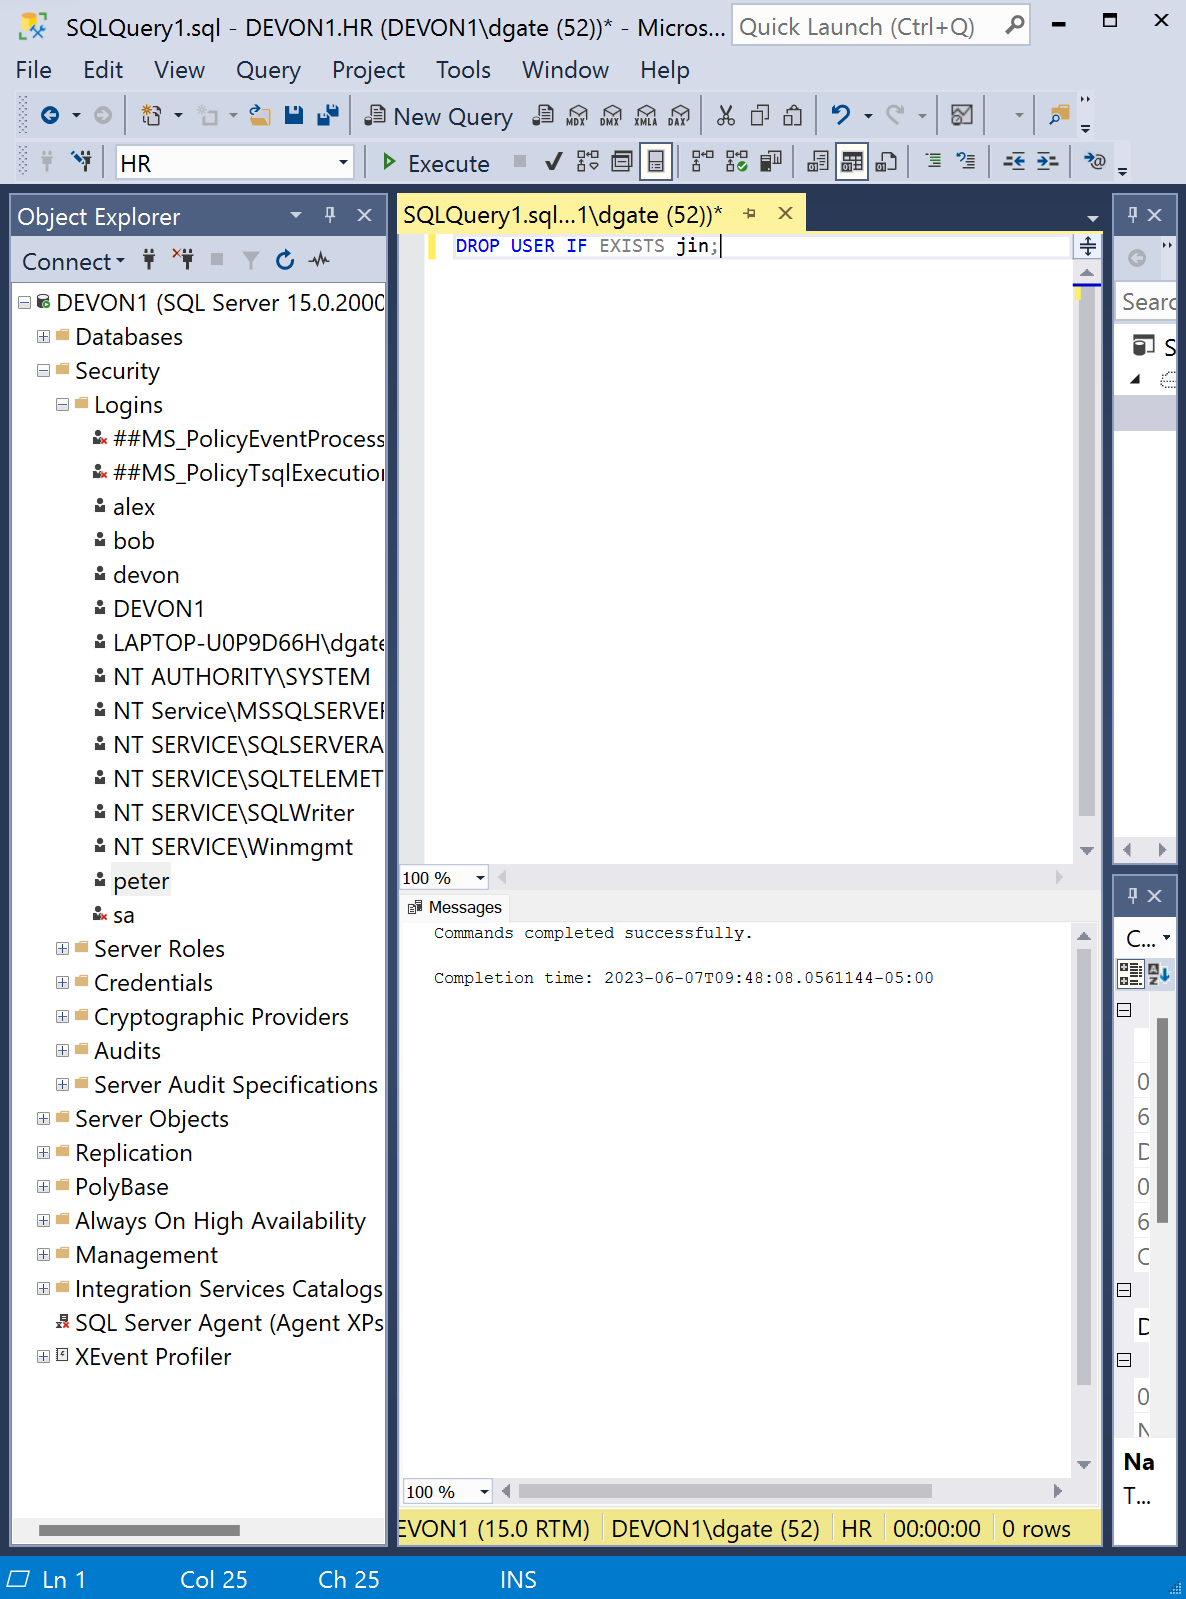 SQLQuery1.sql - DEVON1.HR (DEVON1\dgate (52))* - Micros...
Quick Launch (Ctrl+Q)
File Edit View Query Project Tools Window Help
New Query MDX DMX XMLA DAX
HR Execute
Object Explorer
Connect
DEVON1 (SQL Server 15.0.2000
Databases
Security
Logins
##MS_PolicyEventProcess
##MS_PolicyTsqlExecution
alex
bob
devon
DEVON1
LAPTOP-U0P9D66H\dgate
NT AUTHORITY\SYSTEM
NT Service\MSSQLSERVER
NT SERVICE\SQLSERVERA
NT SERVICE\SQLTELEMET
NT SERVICE\SQLWriter
NT SERVICE\Winmgmt
peter
sa
Server Roles
Credentials
Cryptographic Providers
Audits
Server Audit Specifications
Server Objects
Replication
PolyBase
Always On High Availability
Management
Integration Services Catalogs
SQL Server Agent (Agent XPs
XEvent Profiler
SQLQuery1.sql...1\dgate (52))*
DROP USER IF EXISTS jin;
100 %
Messages
Commands completed successfully.
Completion time: 2023-06-07T09:48:08.0561144-05:00
100 %
EVON1 (15.0 RTM) DEVON1\dgate (52) HR 00:00:00 0 rows
Searc
S
C...
0
6
D
0
6
C
D
0
N
Na
T...
Ln 1 Col 25 Ch 25 INS